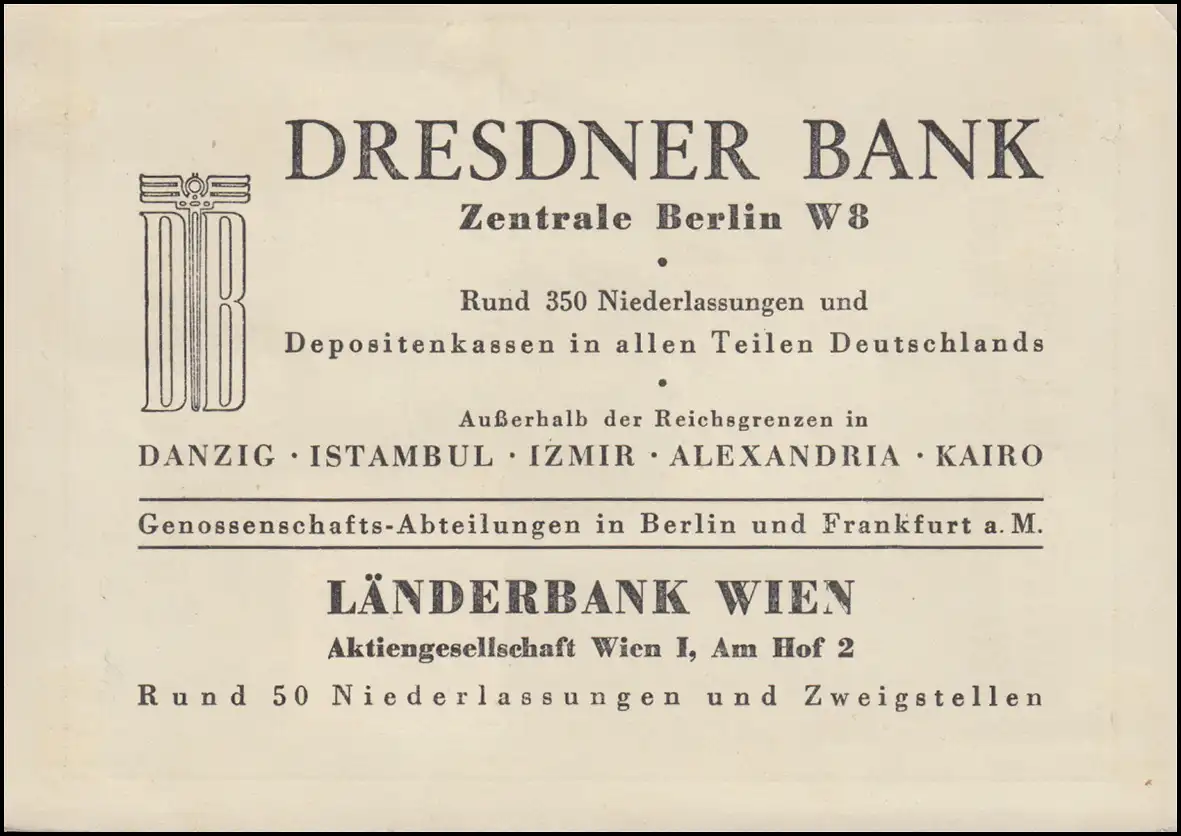 DRESDNER BANK
Zentrale Berlin W 8
•
Rund 350 Niederlassungen und
Depositenkassen in allen Teilen Deutschlands
•
Außerhalb der Reichsgrenzen in
DANZIG · ISTAMBUL · IZMIR · ALEXANDRIA · KAIRO
Genossenschafts-Abteilungen in Berlin und Frankfurt a. M.
LÄNDERBANK WIEN
Aktiengesellschaft Wien I, Am Hof 2
Rund 50 Niederlassungen und Zweigstellen
DB